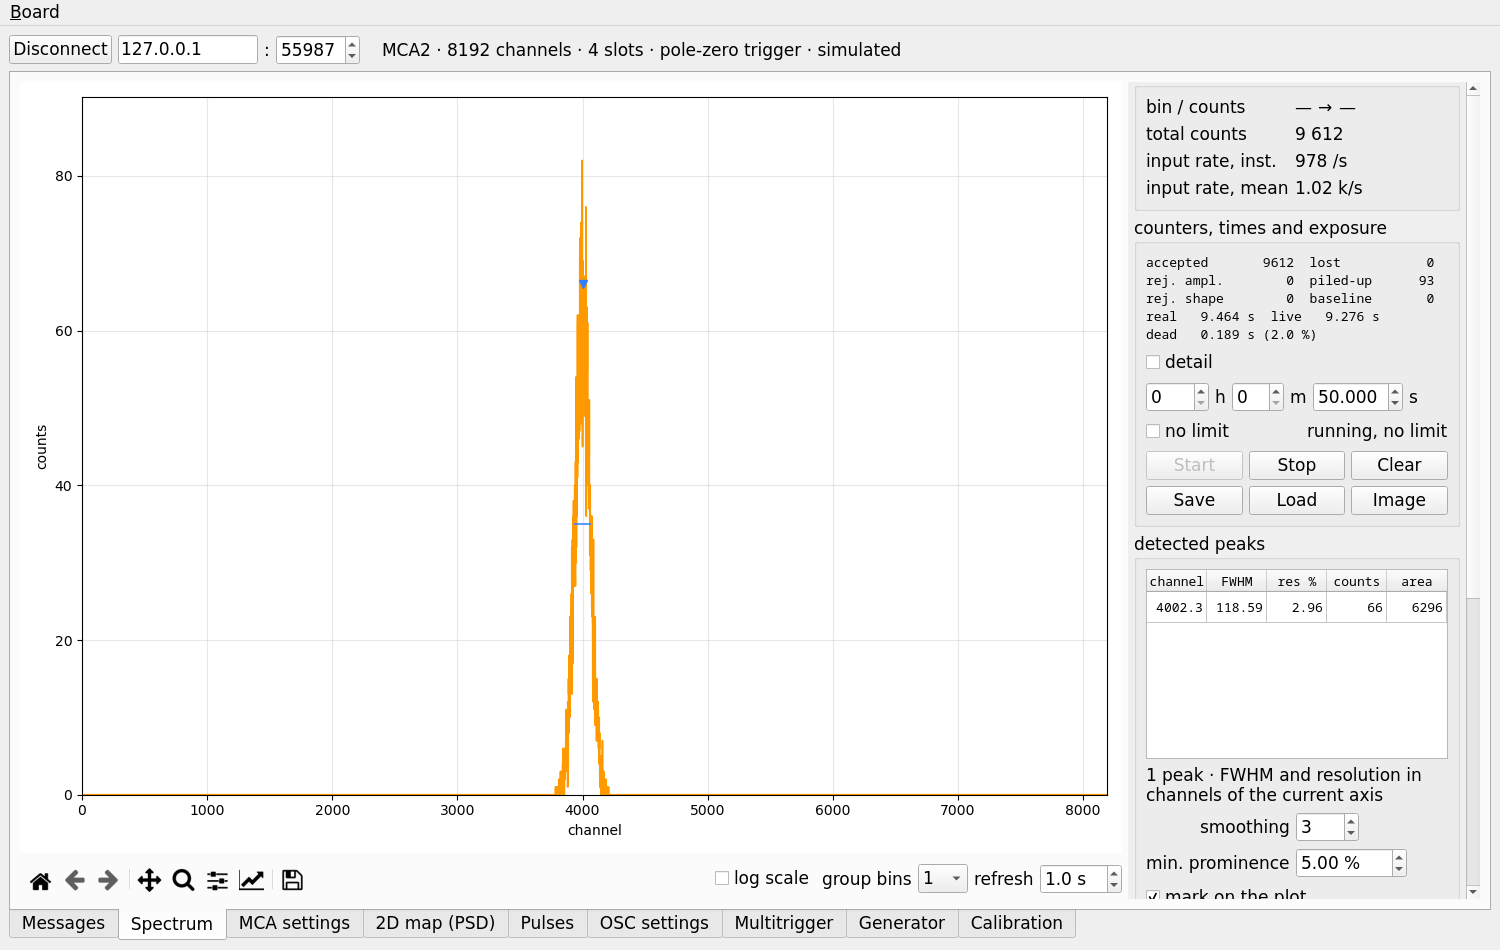 Board
Disconnect 127.0.0.1 : 55987 MCA2 · 8192 channels · 4 slots · pole-zero trigger · simulated
80
60
40
20
0
counts
0 1000 2000 3000 4000 5000 6000 7000 8000
channel
log scale group bins 1 refresh 1.0 s
bin / counts — → —
total counts 9 612
input rate, inst. 978 /s
input rate, mean 1.02 k/s
counters, times and exposure
accepted 9612 lost 0
rej. ampl. 0 piled-up 93
rej. shape 0 baseline 0
real 9.464 s live 9.276 s
dead 0.189 s (2.0 %)
detail
0 h 0 m 50.000 s
no limit running, no limit
Start Stop Clear
Save Load Image
detected peaks
channel FWHM res % counts area
4002.3 118.59 2.96 66 6296
1 peak · FWHM and resolution in
channels of the current axis
smoothing 3
min. prominence 5.00 %
mark on the plot
Messages Spectrum MCA settings 2D map (PSD) Pulses OSC settings Multitrigger Generator Calibration